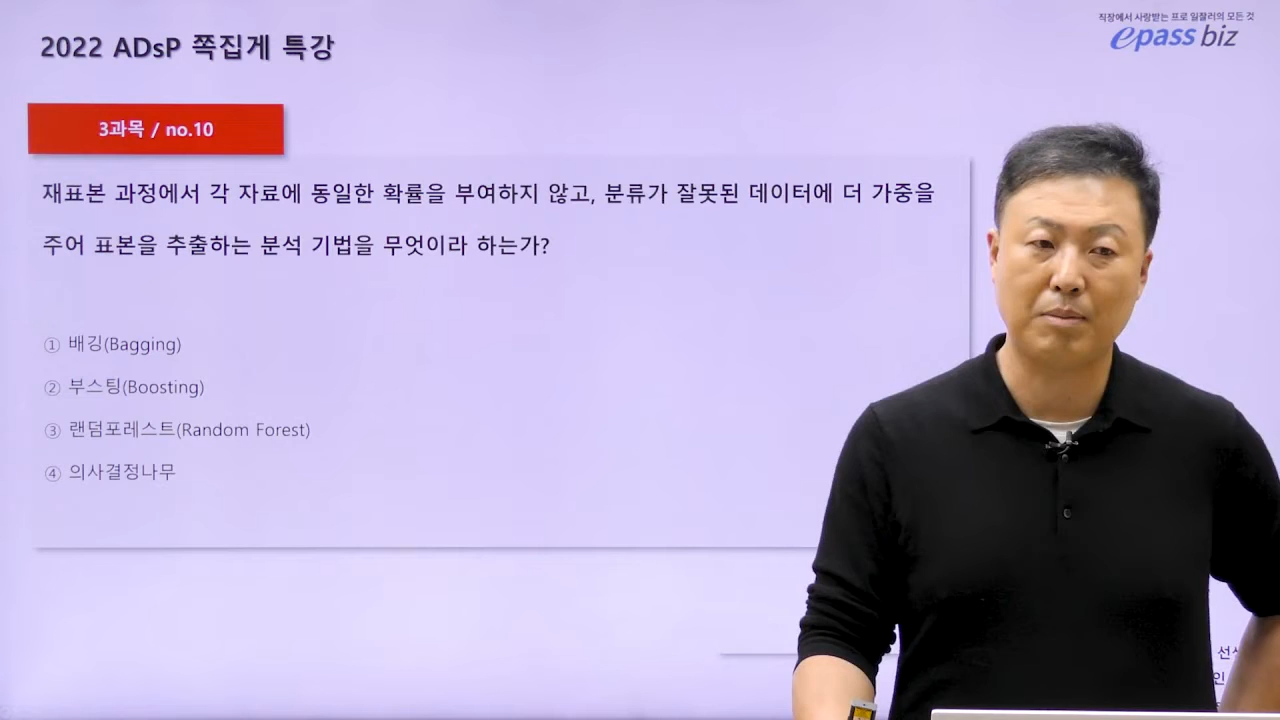 2022 ADsP 쪽집게 특강
직장에서 사랑받는 프로 일잘러의 모든 것
epass biz
3과목 / no.10
재표본 과정에서 각 자료에 동일한 확률을 부여하지 않고, 분류가 잘못된 데이터에 더 가중을
주어 표본을 추출하는 분석 기법을 무엇이라 하는가?
① 배깅(Bagging)
② 부스팅(Boosting)
③ 랜덤포레스트(Random Forest)
④ 의사결정나무